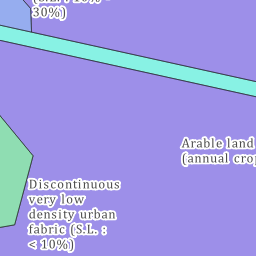 30%)
Arable land
(annual crop
Discontinuous
very low
density urban
fabric (S.L. :
< 10%)